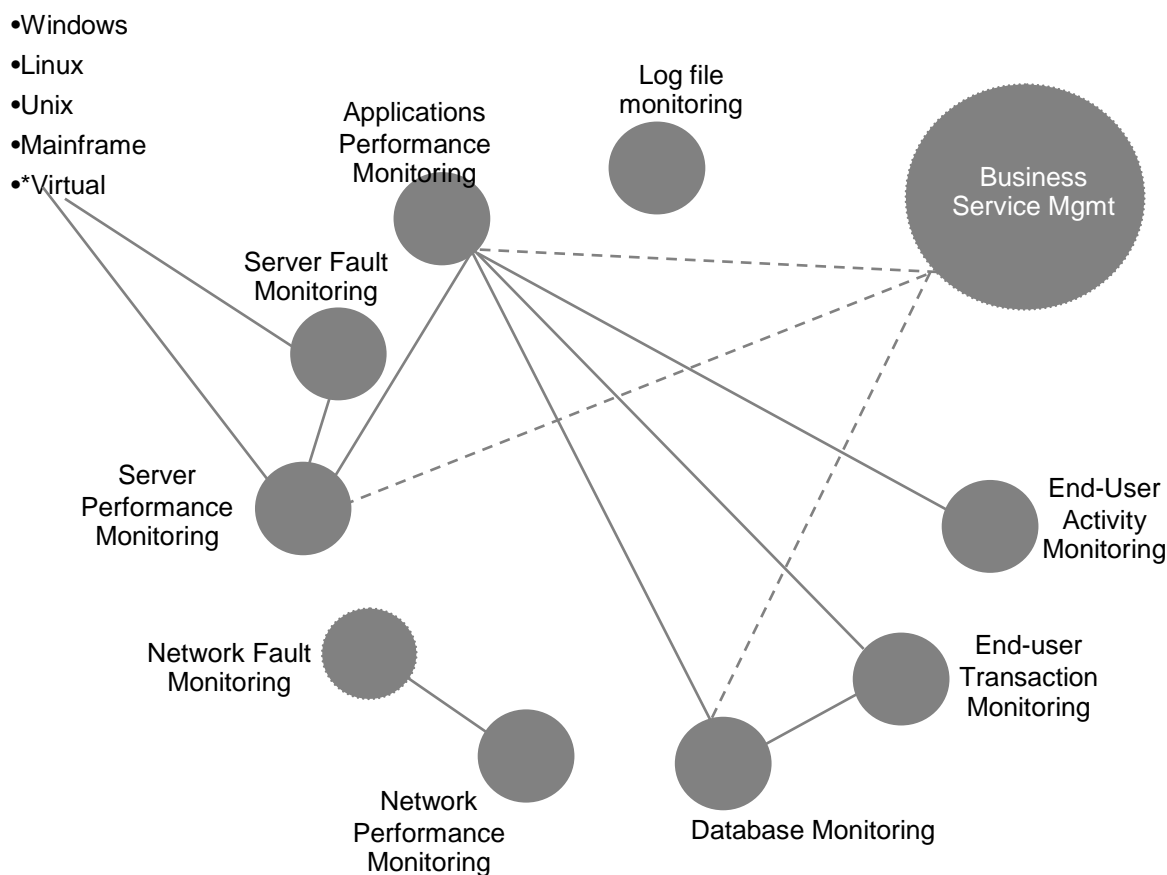 •Windows
•Linux
•Unix
•Mainframe
•*Virtual
Applications
Performance
Monitoring
Log file
monitoring
Business
Service Mgmt
Server Fault
Monitoring
Server
Performance
Monitoring
End-User
Activity
Monitoring
Network Fault
Monitoring
End-user
Transaction
Monitoring
Network
Performance
Monitoring
Database Monitoring